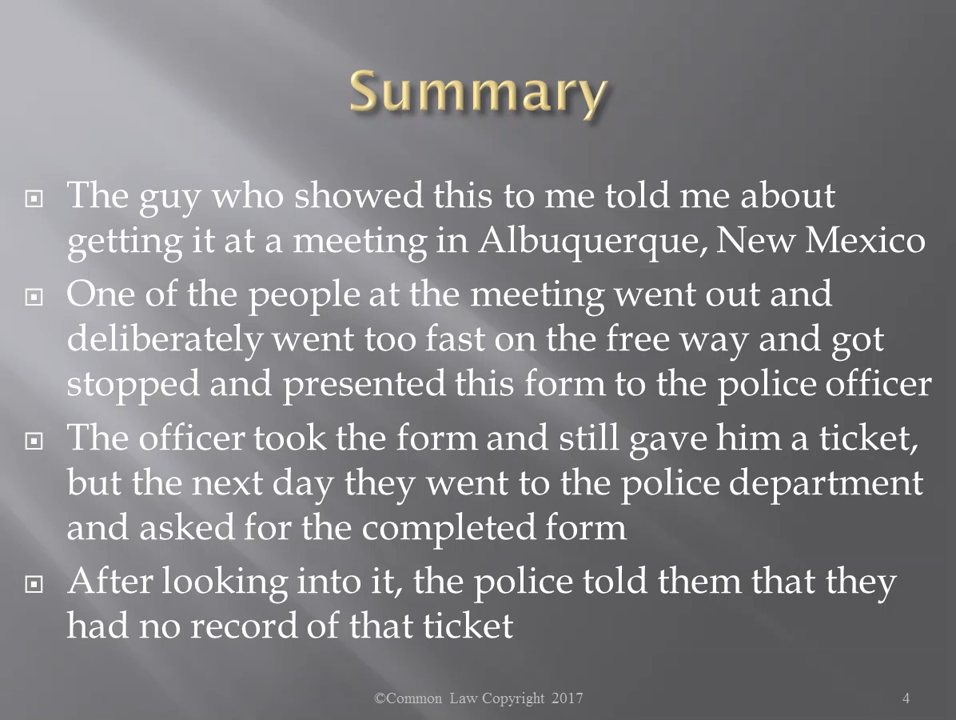 Summary
The guy who showed this to me told me about
getting it at a meeting in Albuquerque, New Mexico
One of the people at the meeting went out and
deliberately went too fast on the free way and got
stopped and presented this form to the police officer
The officer took the form and still gave him a ticket,
but the next day they went to the police department
and asked for the completed form
After looking into it, the police told them that they
had no record of that ticket
©Common Law Copyright 2017
4